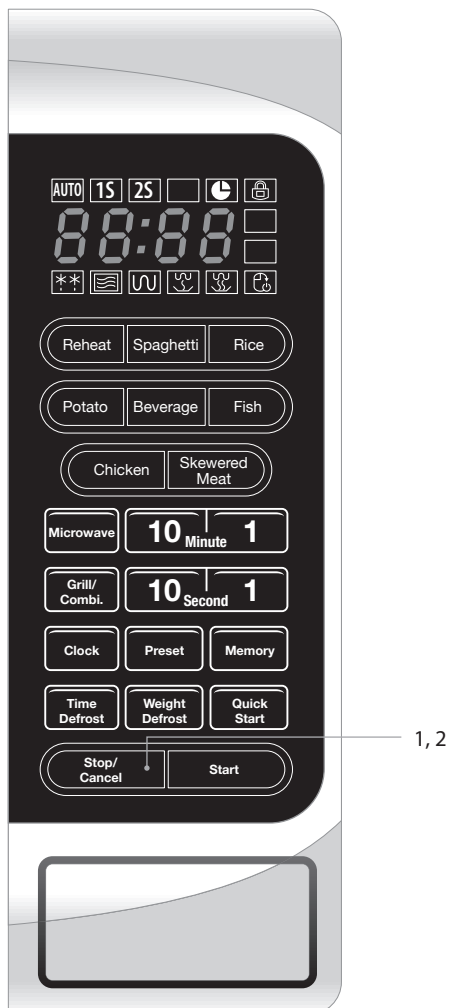 AUTO 1S 2S
88:88
Reheat Spaghetti Rice
Potato Beverage Fish
Chicken Skewered
Meat
Microwave 10 Minute 1
Grill/
Combi. 10 Second 1
Clock Preset Memory
Time
Defrost Weight
Defrost Quick
Start
Stop/
Cancel Start
1, 2